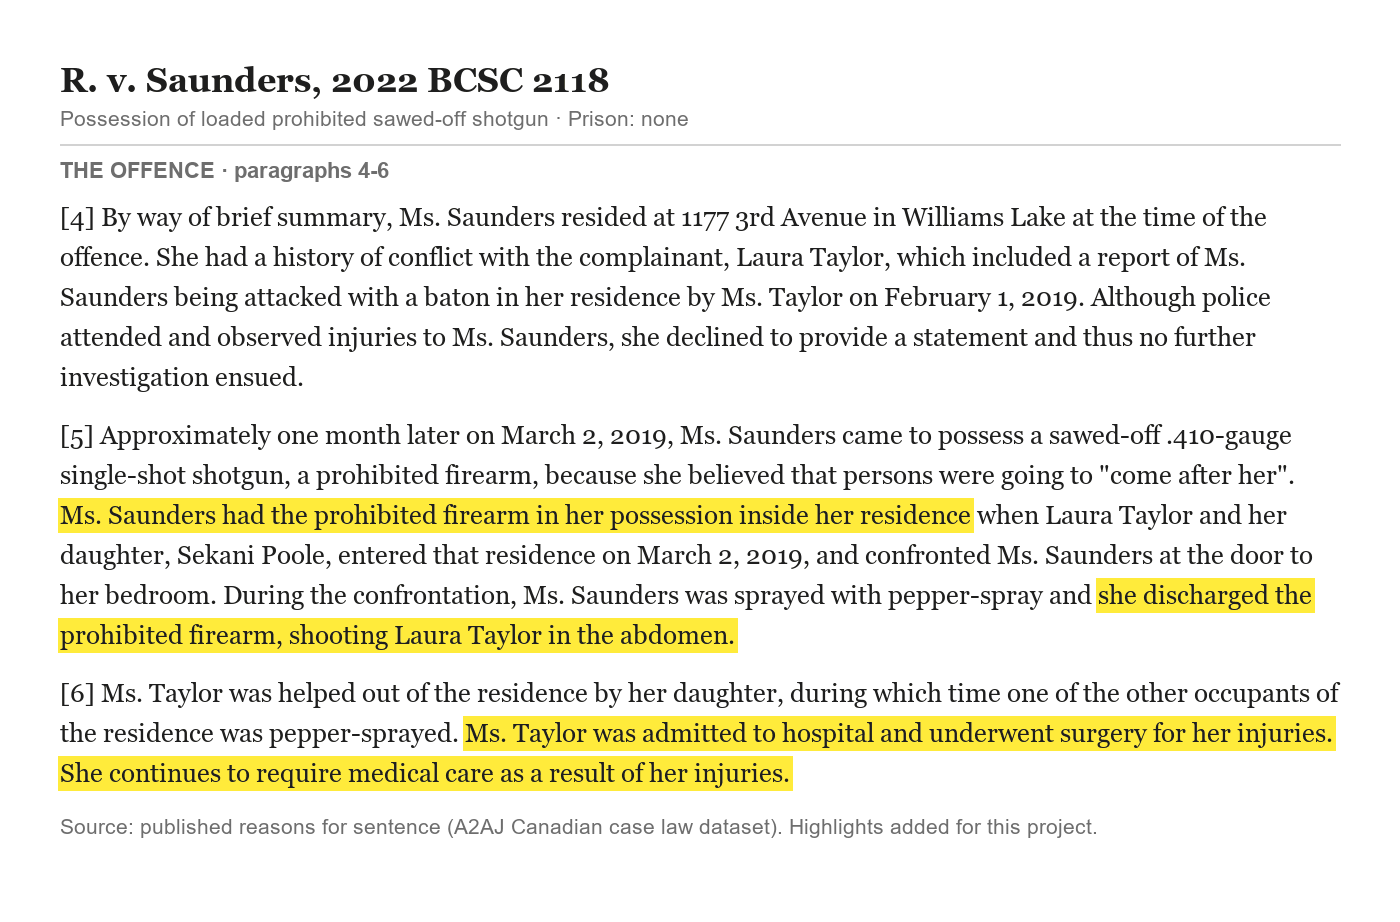 R. v. Saunders, 2022 BCSC 2118
Possession of loaded prohibited sawed-off shotgun · Prison: none
THE OFFENCE · paragraphs 4-6
[4] By way of brief summary, Ms. Saunders resided at 1177 3rd Avenue in Williams Lake at the time of the
offence. She had a history of conflict with the complainant, Laura Taylor, which included a report of Ms.
Saunders being attacked with a baton in her residence by Ms. Taylor on February 1, 2019. Although police
attended and observed injuries to Ms. Saunders, she declined to provide a statement and thus no further
investigation ensued.
[5] Approximately one month later on March 2, 2019, Ms. Saunders came to possess a sawed-off .410-gauge
single-shot shotgun, a prohibited firearm, because she believed that persons were going to "come after her".
Ms. Saunders had the prohibited firearm in her possession inside her residence when Laura Taylor and her
daughter, Sekani Poole, entered that residence on March 2, 2019, and confronted Ms. Saunders at the door to
her bedroom. During the confrontation, Ms. Saunders was sprayed with pepper-spray and she discharged the
prohibited firearm, shooting Laura Taylor in the abdomen.
[6] Ms. Taylor was helped out of the residence by her daughter, during which time one of the other occupants of
the residence was pepper-sprayed. Ms. Taylor was admitted to hospital and underwent surgery for her injuries.
She continues to require medical care as a result of her injuries.
Source: published reasons for sentence (A2AJ Canadian case law dataset). Highlights added for this project.